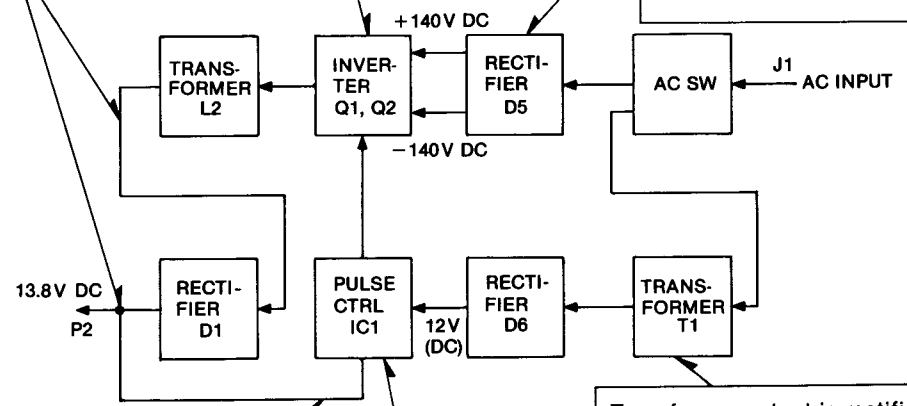 +140V DC
TRANS-
FORMER
L2
INVER-
TER
Q1, Q2
RECTI-
FIER
D5
AC SW
J1
AC INPUT
−140V DC
13.8V DC
P2
RECTI-
FIER
D1
PULSE
CTRL
IC1
12V
(DC)
RECTI-
FIER
D6
TRANS-
FORMER
T1